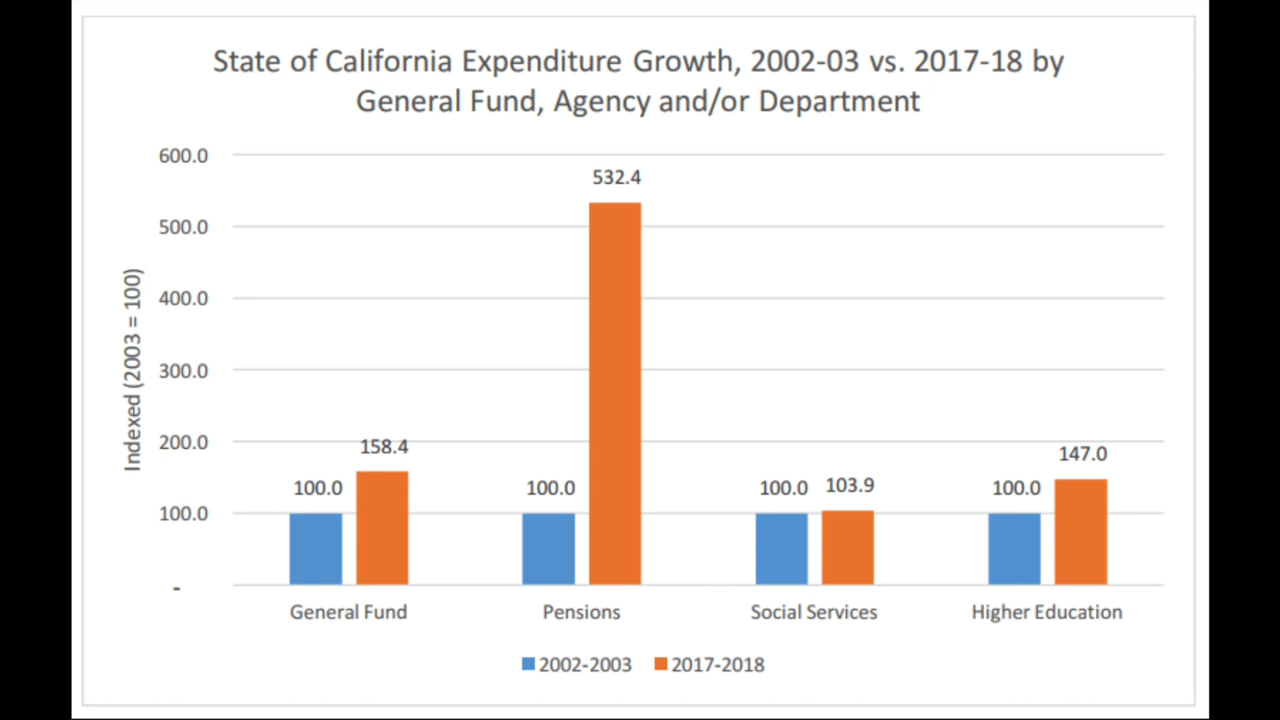 State of California Expenditure Growth, 2002-03 vs. 2017-18 by
General Fund, Agency and/or Department
Indexed (2003 = 100)
600.0
500.0
400.0
300.0
200.0
100.0
-
100.0
158.4
100.0
532.4
100.0
103.9
100.0
147.0
General Fund
Pensions
Social Services
Higher Education
2002-2003
2017-2018